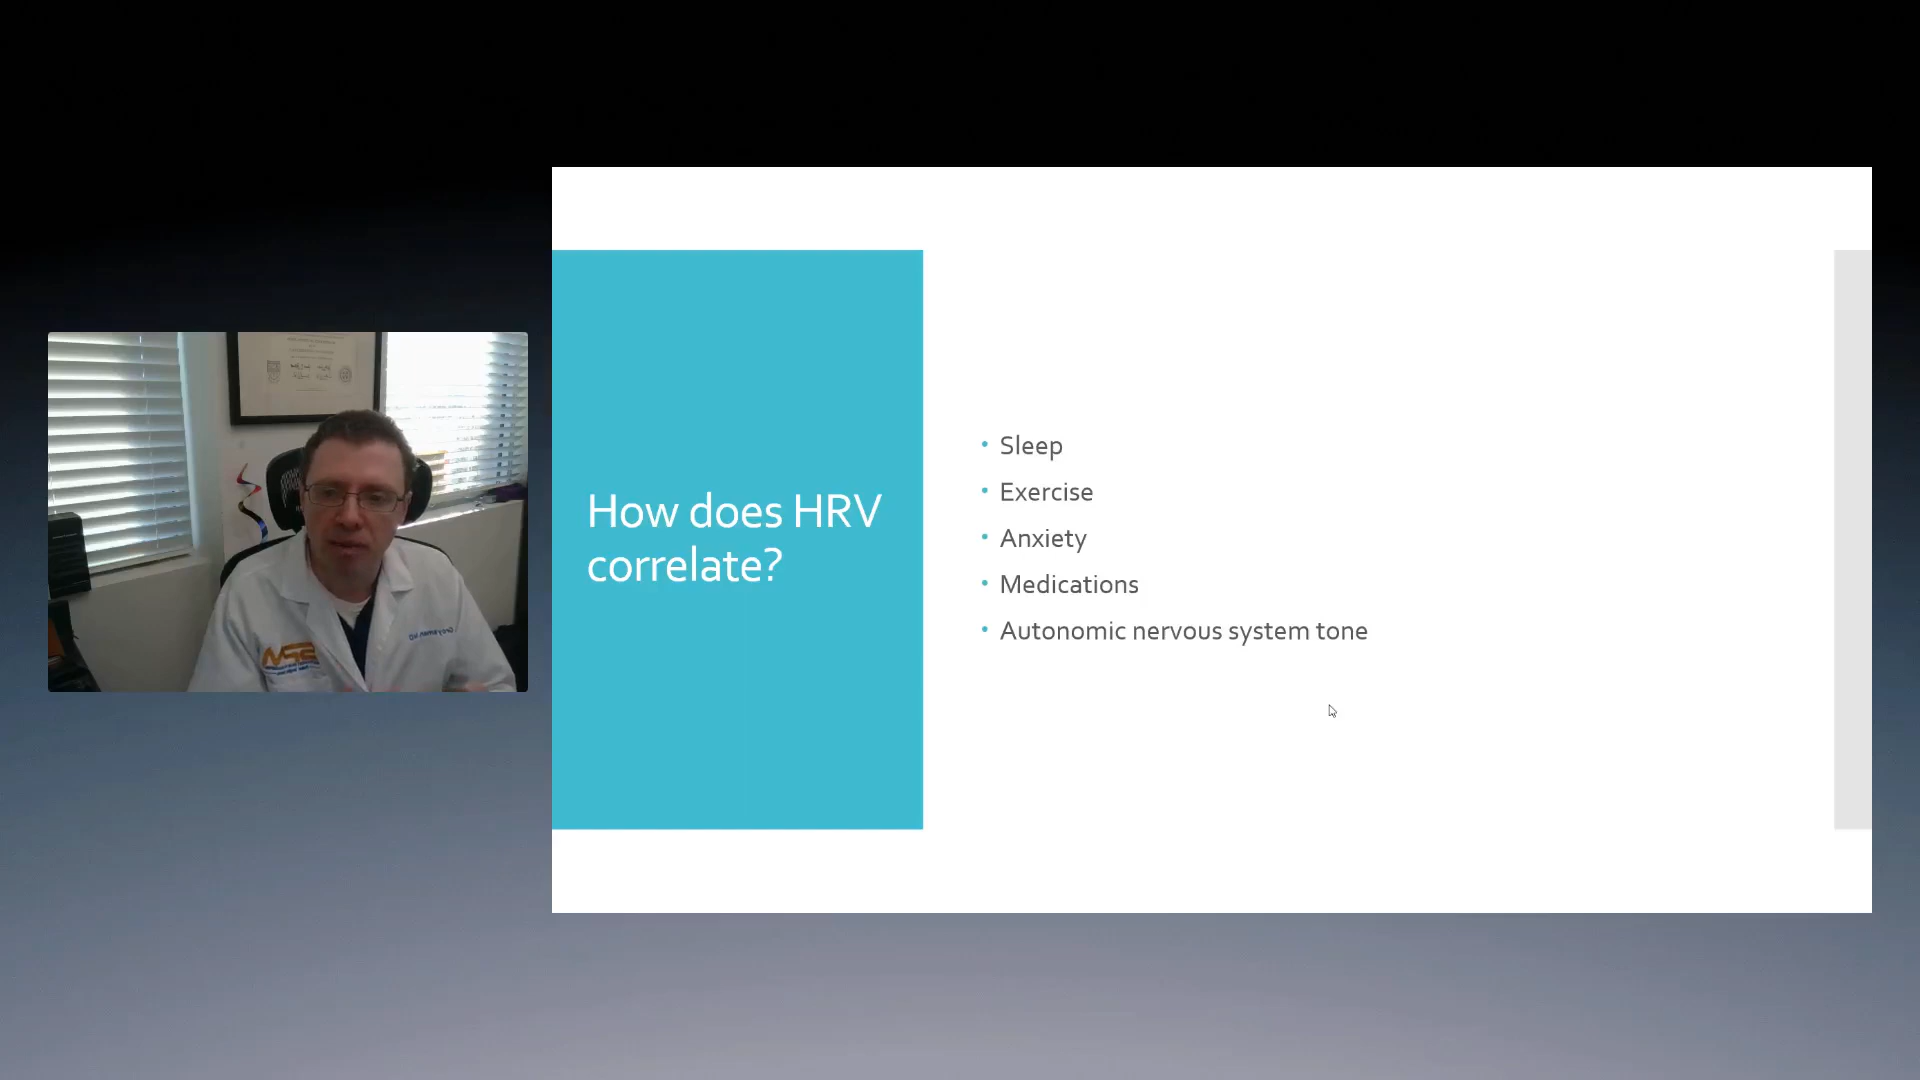 How does HRV
correlate?
• Sleep
• Exercise
• Anxiety
• Medications
• Autonomic nervous system tone